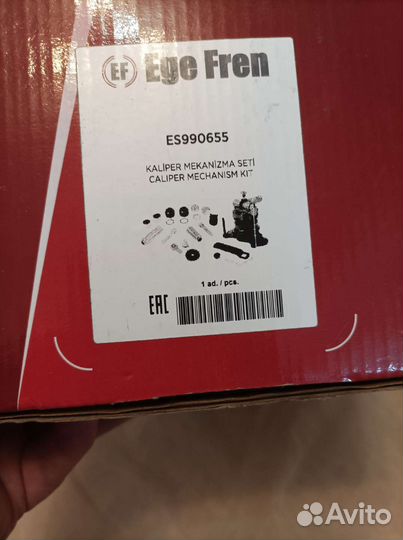 EF Ege Fren
ES990655
KALİPER MEKANİZMA SETİ
CALIPER MECHANISM KIT
1 ad. / pcs.
EAC
Avito